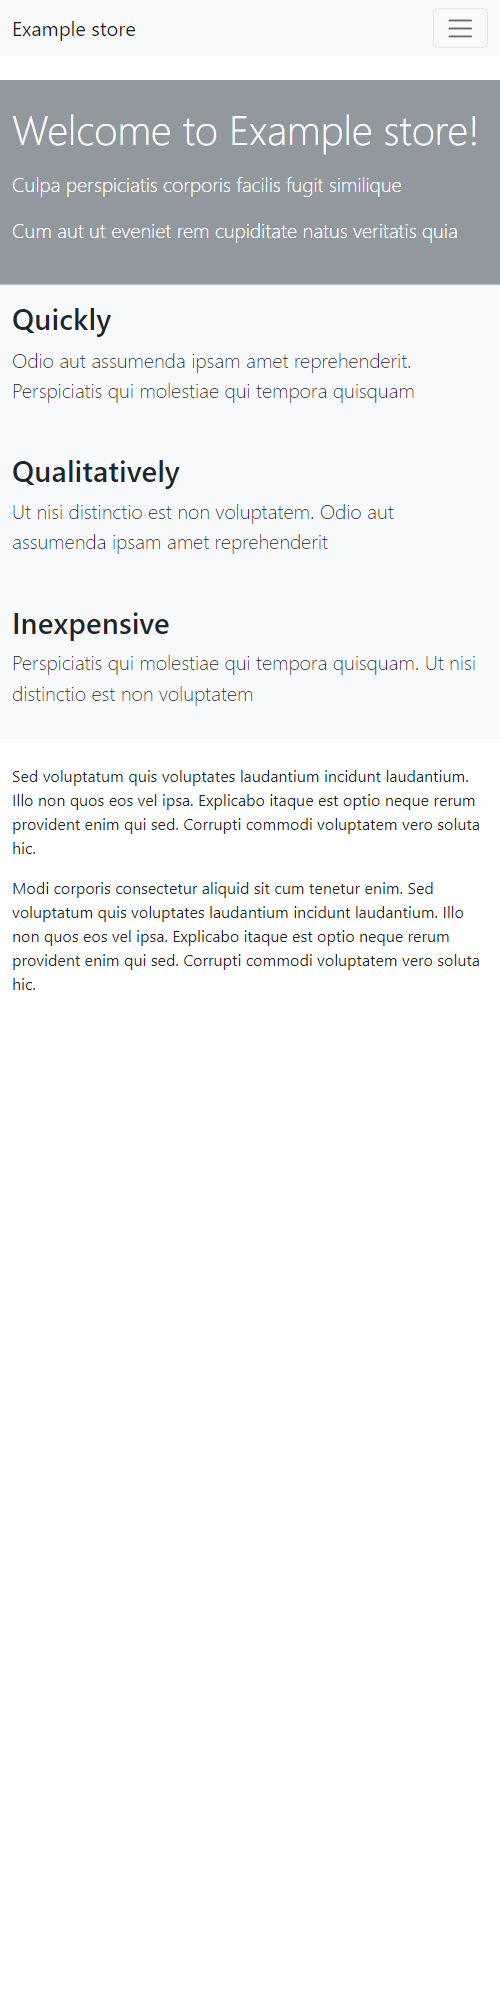 Example store
Welcome to Example store!
Culpa perspiciatis corporis facilis fugit similique
Cum aut ut eveniet rem cupiditate natus veritatis quia
Quickly
Odio aut assumenda ipsam amet reprehenderit.
Perspiciatis qui molestiae qui tempora quisquam
Qualitatively
Ut nisi distinctio est non voluptatem. Odio aut
assumenda ipsam amet reprehenderit
Inexpensive
Perspiciatis qui molestiae qui tempora quisquam. Ut nisi
distinctio est non voluptatem
Sed voluptatum quis voluptates laudantium incidunt laudantium.
Illo non quos eos vel ipsa. Explicabo itaque est optio neque rerum
provident enim qui sed. Corrupti commodi voluptatem vero soluta
hic.
Modi corporis consectetur aliquid sit cum tenetur enim. Sed
voluptatum quis voluptates laudantium incidunt laudantium. Illo
non quos eos vel ipsa. Explicabo itaque est optio neque rerum
provident enim qui sed. Corrupti commodi voluptatem vero soluta
hic.